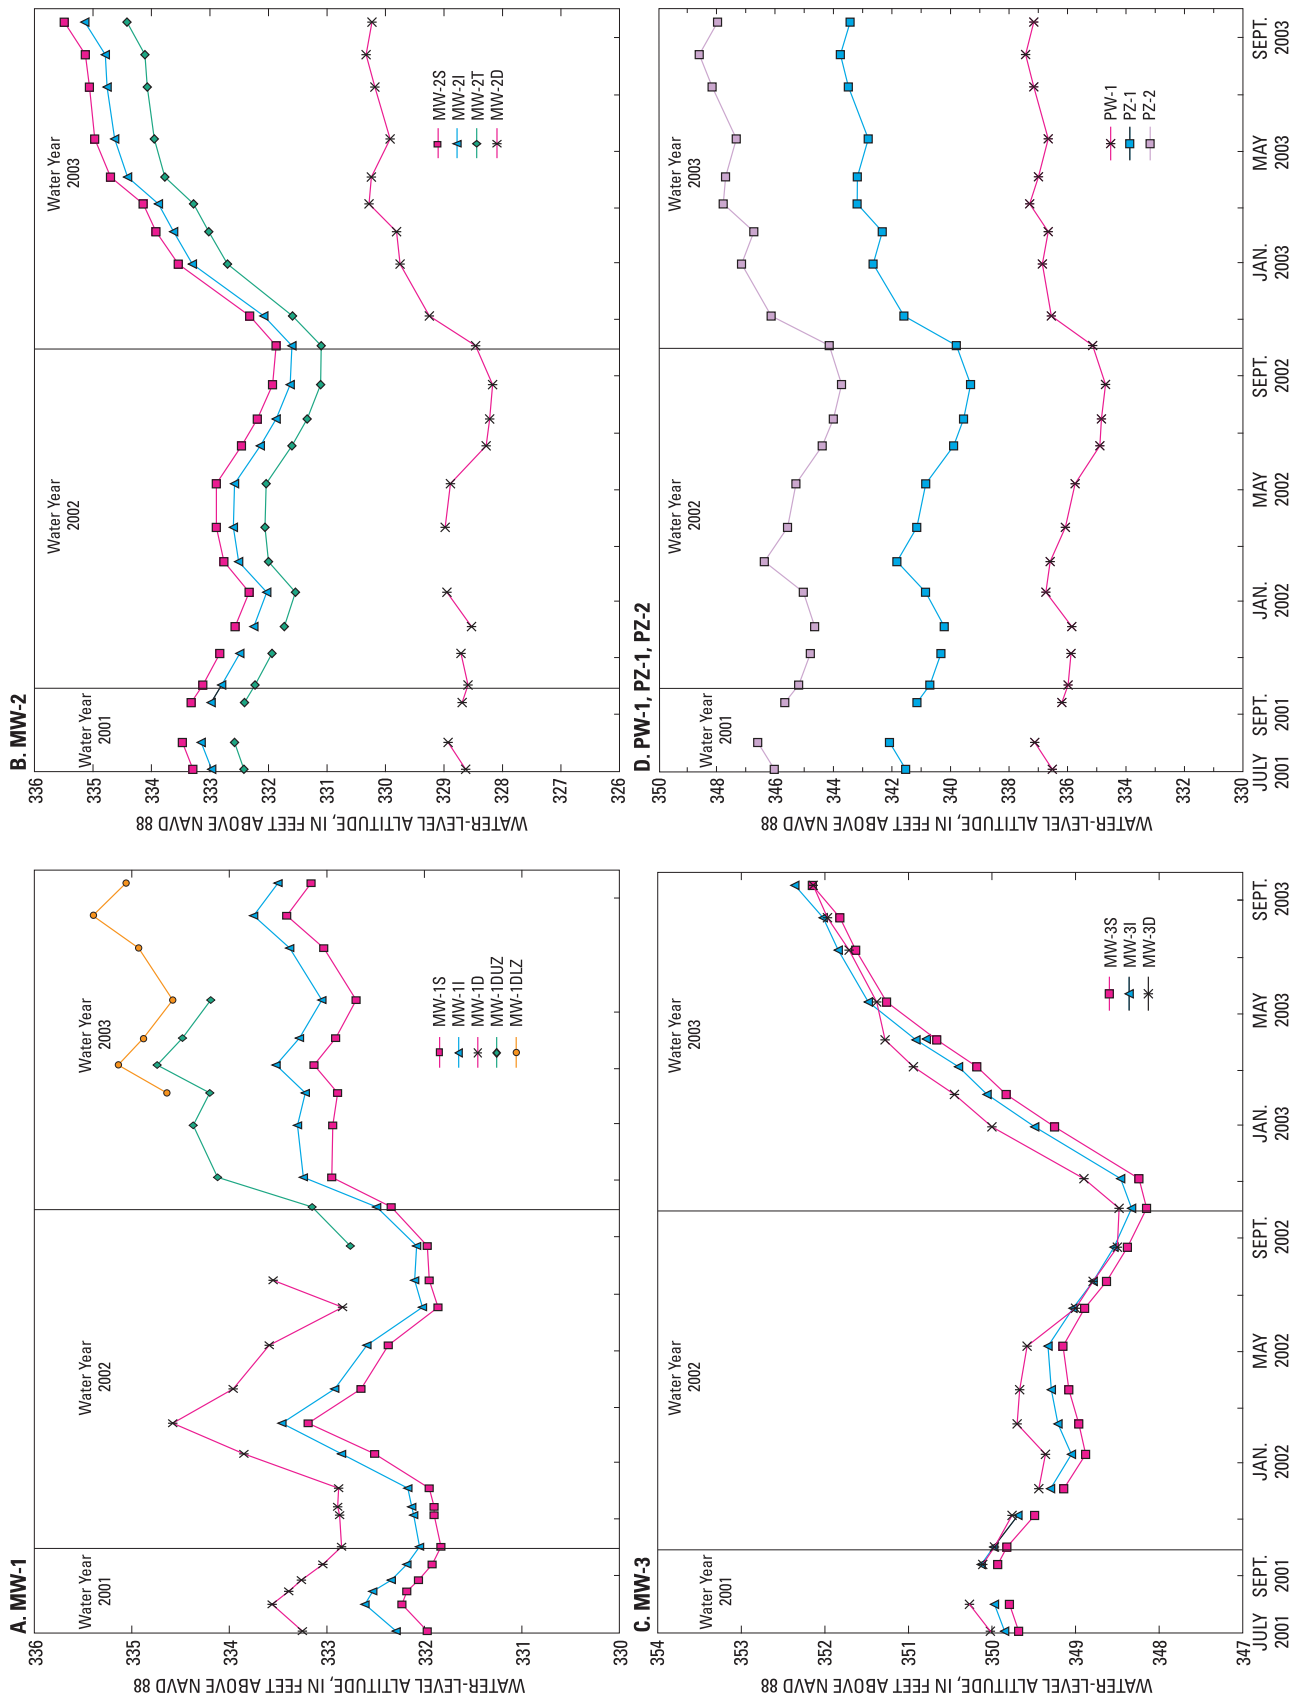 A. MW-1
WATER-LEVEL ALTITUDE, IN FEET ABOVE NAVD 88
336
335
334
333
332
331
330
Water Year
2001
Water Year
2002
Water Year
2003
MW-1S
MW-1I
MW-1D
MW-1DUZ
MW-1DLZ
B. MW-2
WATER-LEVEL ALTITUDE, IN FEET ABOVE NAVD 88
336
335
334
333
332
331
330
329
328
327
326
Water Year
2001
Water Year
2002
Water Year
2003
MW-2S
MW-2I
MW-2T
MW-2D
C. MW-3
WATER-LEVEL ALTITUDE, IN FEET ABOVE NAVD 88
354
353
352
351
350
349
348
347
Water Year
2001
Water Year
2002
Water Year
2003
MW-3S
MW-3I
MW-3D
JULY
2001
SEPT.
2001
JAN.
2002
MAY
2002
SEPT.
2002
JAN.
2003
MAY
2003
SEPT.
2003
D. PW-1, PZ-1, PZ-2
WATER-LEVEL ALTITUDE, IN FEET ABOVE NAVD 88
350
348
346
344
342
340
338
336
334
332
330
Water Year
2001
Water Year
2002
Water Year
2003
PW-1
PZ-1
PZ-2
JULY
2001
SEPT.
2001
JAN.
2002
MAY
2002
SEPT.
2002
JAN.
2003
MAY
2003
SEPT.
2003